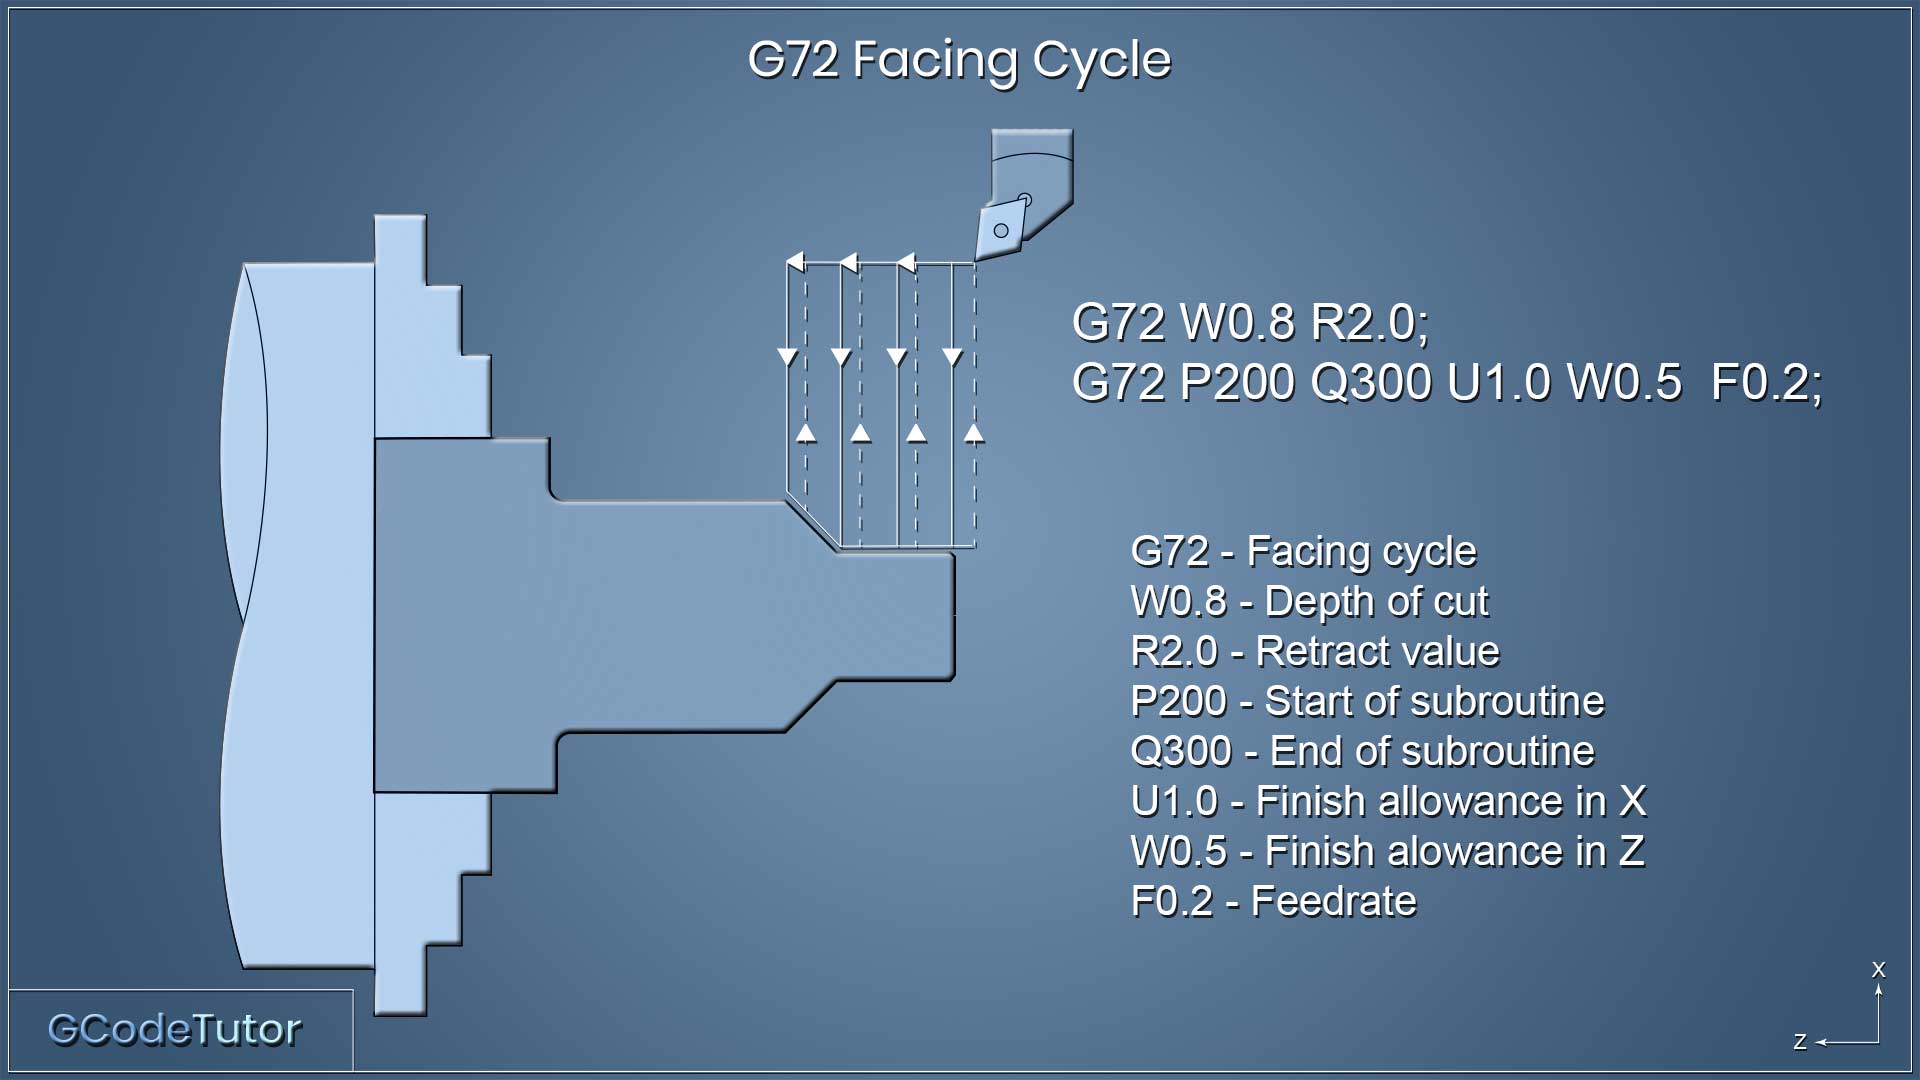 G72 Facing Cycle
G72 W0.8 R2.0;
G72 P200 Q300 U1.0 W0.5 F0.2;
G72 - Facing cycle
W0.8 - Depth of cut
R2.0 - Retract value
P200 - Start of subroutine
Q300 - End of subroutine
U1.0 - Finish allowance in X
W0.5 - Finish alowance in Z
F0.2 - Feedrate
X
Z
GCodeTutor